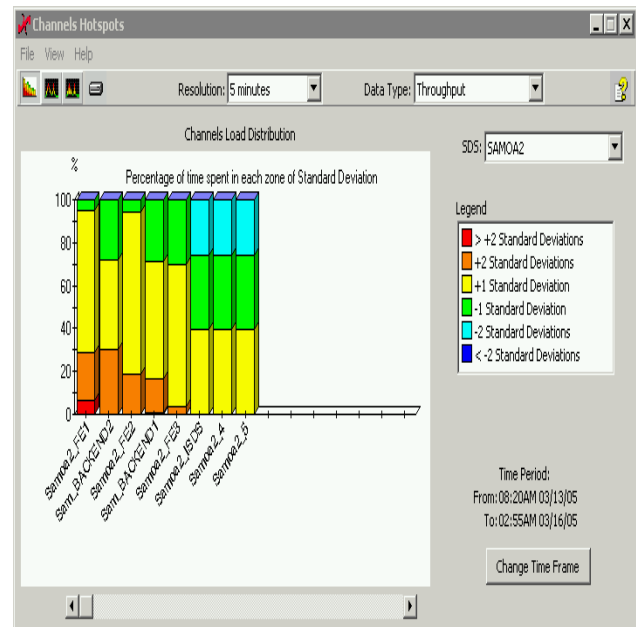 Channels Hotspots
File View Help
Resolution: 5 minutes
Data Type: Throughput
Channels Load Distribution
SDS: SAMOA2
%
Percentage of time spent in each zone of Standard Deviation
100
80
60
40
20
0
Samoa2_FE1
Sam_BACKEND2
Samoa2_FE2
Sam_BACKEND1
Samoa2_FE3
Samoa2_ISDS
Samoa2_4
Samoa2_5
Legend
> +2 Standard Deviations
+2 Standard Deviations
+1 Standard Deviation
-1 Standard Deviation
-2 Standard Deviations
< -2 Standard Deviations
Time Period:
From: 08:20AM 03/13/05
To: 02:55AM 03/16/05
Change Time Frame